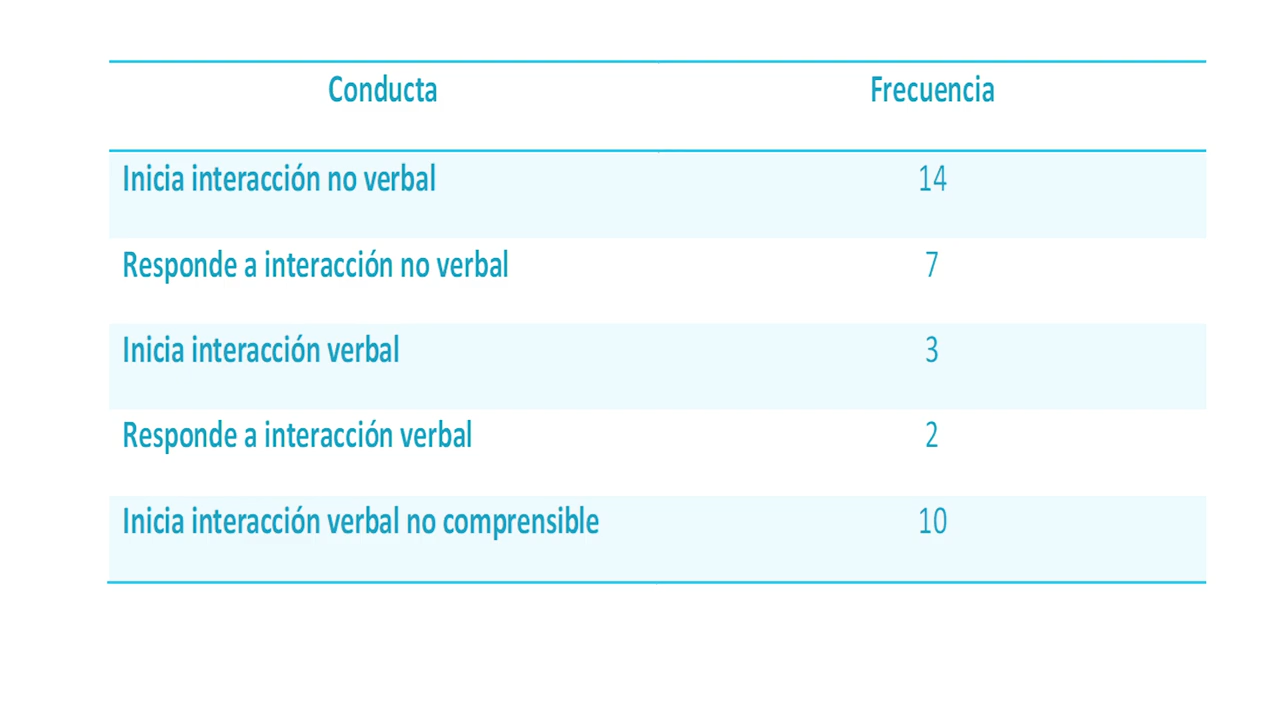 Conducta Frecuencia
Inicia interacción no verbal 14
Responde a interacción no verbal 7
Inicia interacción verbal 3
Responde a interacción verbal 2
Inicia interacción verbal no comprensible 10